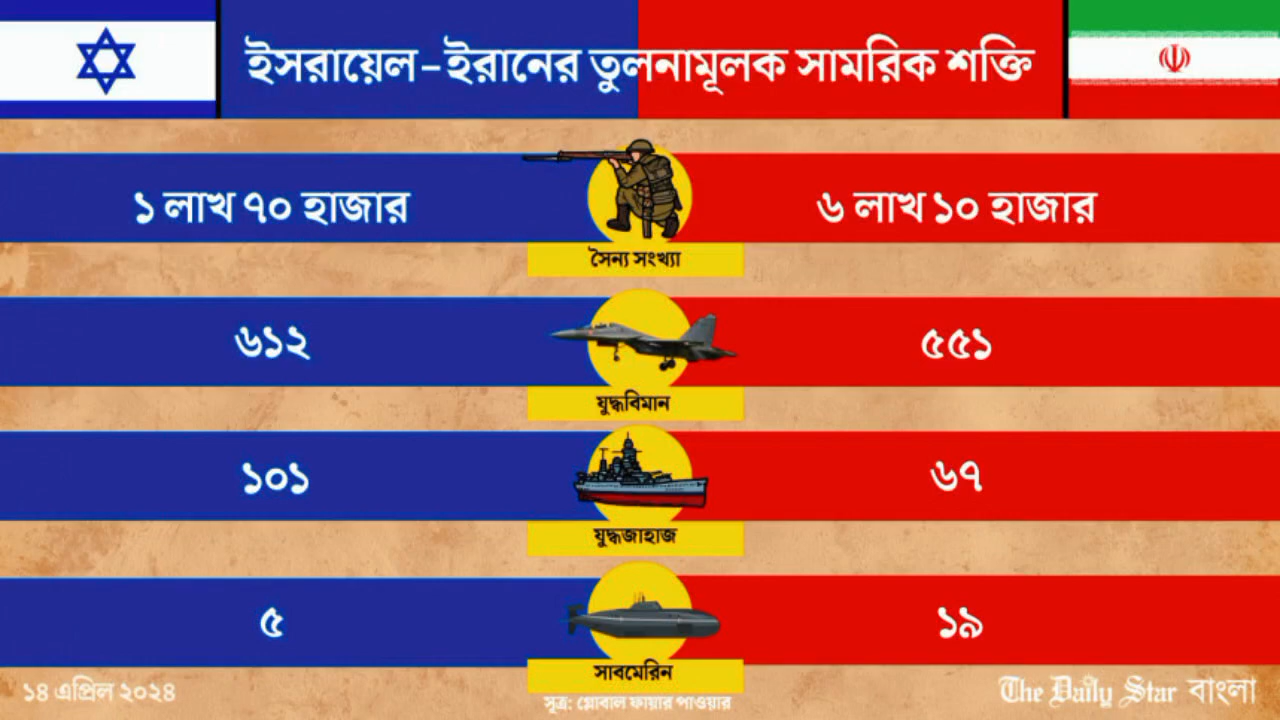 ইসরায়েল-ইরানের তুলনামূলক সামরিক শক্তি
১ লাখ ৭০ হাজার
৬ লাখ ১০ হাজার
সৈন্য সংখ্যা
৬১২
৫৫১
যুদ্ধবিমান
১০১
৬৭
যুদ্ধজাহাজ
৫
১৯
সাবমেরিন
১৪ এপ্রিল ২০২৪
সূত্র: গ্লোবাল ফায়ার পাওয়ার
The Daily Star বাংলা